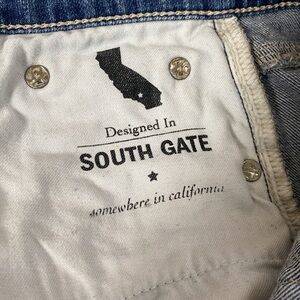 Designed In
SOUTH GATE
somewhere in california